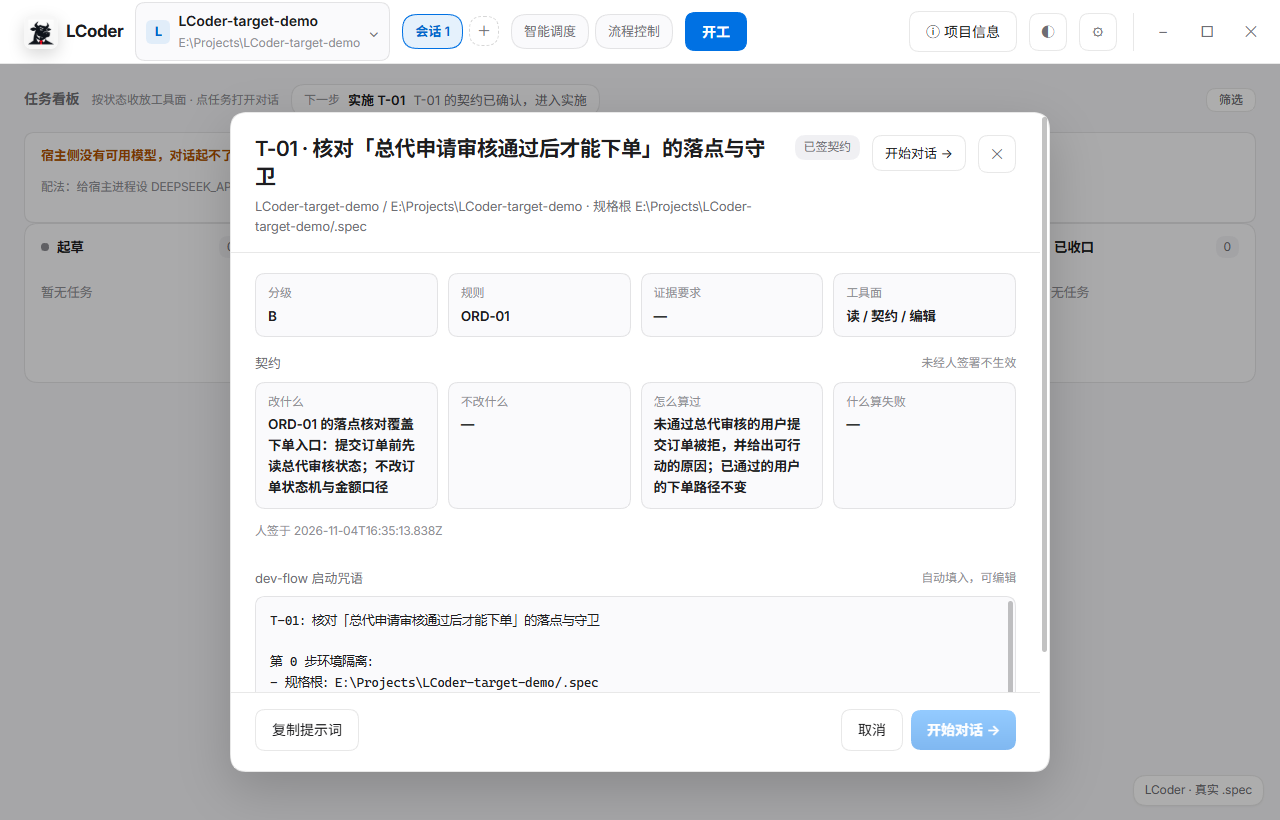 LCoder
L
LCoder-target-demo
E:\Projects\LCoder-target-demo
会话 1
+
智能调度
流程控制
开工
项目信息
任务看板
按状态收放工具面 · 点任务打开对话
下一步 实施 T-01 T-01 的契约已确认，进入实施
筛选
宿主侧没有可用模型，对话起不了
配法：给宿主进程设 DEEPSEEK_AP
起草
暂无任务
已收口
0
无任务
T-01 · 核对「总代申请审核通过后才能下单」的落点与守
卫
已签契约
开始对话 →
LCoder-target-demo / E:\Projects\LCoder-target-demo · 规格根 E:\Projects\LCoder-
target-demo/.spec
分级
B
规则
ORD-01
证据要求
—
工具面
读 / 契约 / 编辑
契约
未经人签署不生效
改什么
ORD-01 的落点核对覆盖
下单入口：提交订单前先
读总代审核状态；不改订
单状态机与金额口径
不改什么
—
怎么算过
未通过总代审核的用户提
交订单被拒，并给出可行
动的原因；已通过的用户
的下单路径不变
什么算失败
—
人签于 2026-11-04T16:35:13.838Z
dev-flow 启动咒语
自动填入，可编辑
T-01: 核对「总代申请审核通过后才能下单」的落点与守卫
第 0 步环境隔离:
- 规格根: E:\Projects\LCoder-target-demo/.spec
复制提示词
取消
开始对话 →
LCoder · 真实 .spec